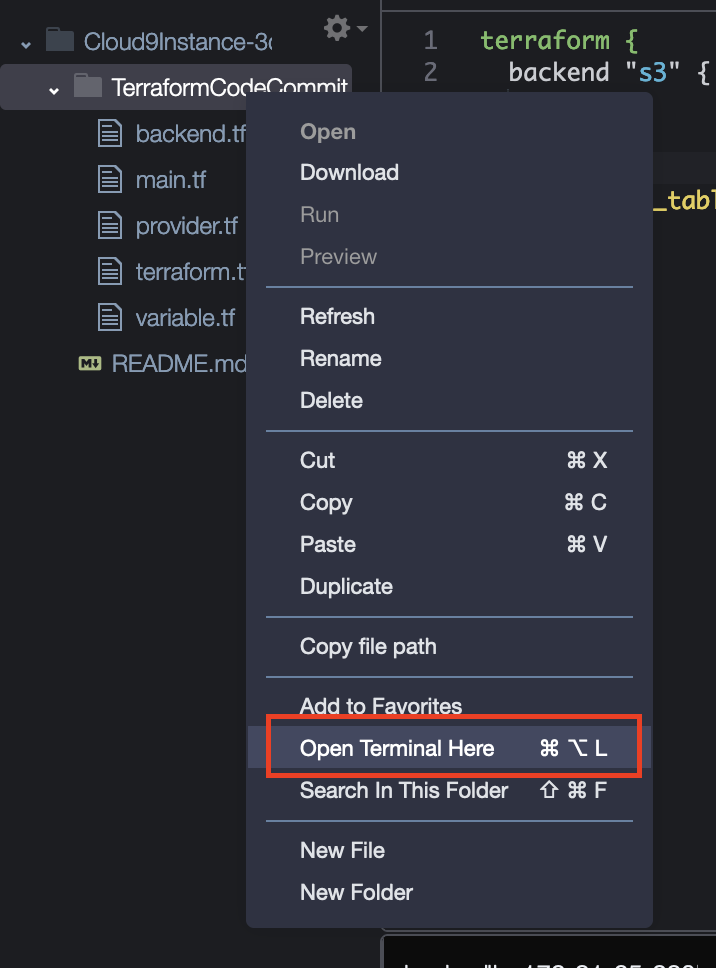 Cloud9Instance-3
TerraformCodeCommit
backend.tf
main.tf
provider.tf
terraform.t
variable.tf
README.md
1 terraform {
2 backend "s3" {
_tabl
Open
Download
Run
Preview
Refresh
Rename
Delete
Cut ⌘ X
Copy ⌘ C
Paste ⌘ V
Duplicate
Copy file path
Add to Favorites
Open Terminal Here ⌘ ⌥ L
Search In This Folder ⇧ ⌘ F
New File
New Folder